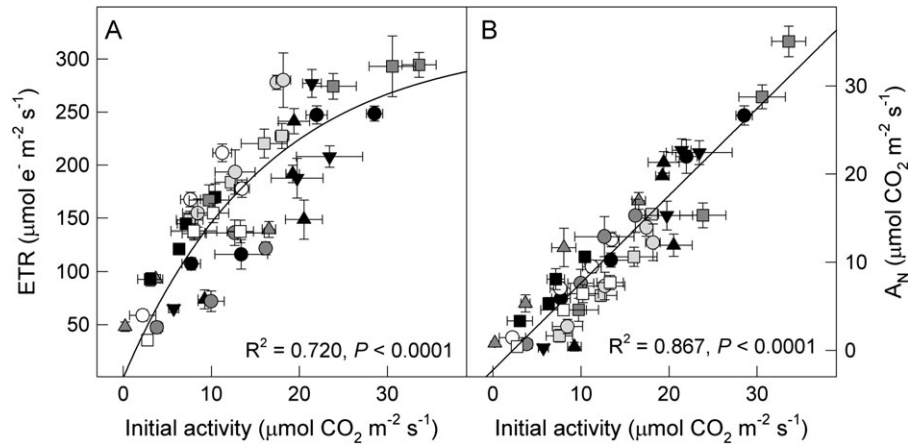 A
B
300
250
200
150
100
50
ETR (μmol e⁻ m⁻² s⁻¹)
30
20
10
0
A_N (μmol CO₂ m⁻² s⁻¹)
R² = 0.720, P < 0.0001
R² = 0.867, P < 0.0001
0 10 20 30
0 10 20 30
Initial activity (μmol CO₂ m⁻² s⁻¹)
Initial activity (μmol CO₂ m⁻² s⁻¹)